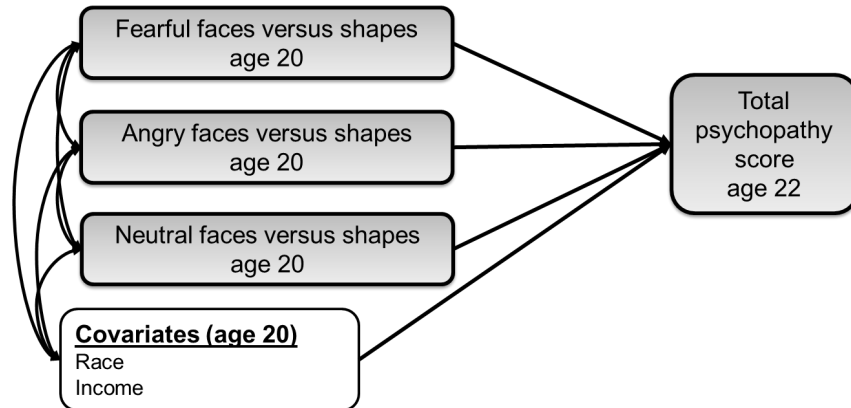 Fearful faces versus shapes
age 20
Angry faces versus shapes
age 20
Neutral faces versus shapes
age 20
Covariates (age 20)
Race
Income
Total
psychopathy
score
age 22